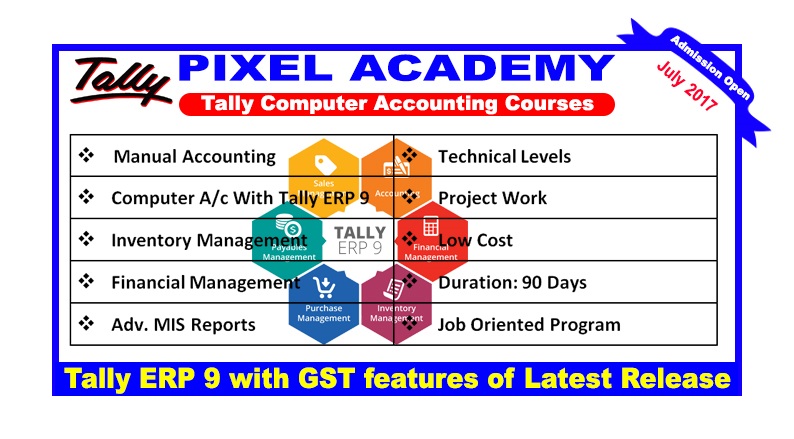 Tally
PIXEL ACADEMY
Admission Open
July 2017
Tally Computer Accounting Courses
Manual Accounting
Technical Levels
Computer A/c With Tally ERP 9
Project Work
Inventory Management
Low Cost
Financial Management
Duration: 90 Days
Adv. MIS Reports
Job Oriented Program
Sales
Management
Accounting
Payables
Management
TALLY
ERP 9
Financial
Management
Purchase
Management
Inventory
Management
Tally ERP 9 with GST features of Latest Release